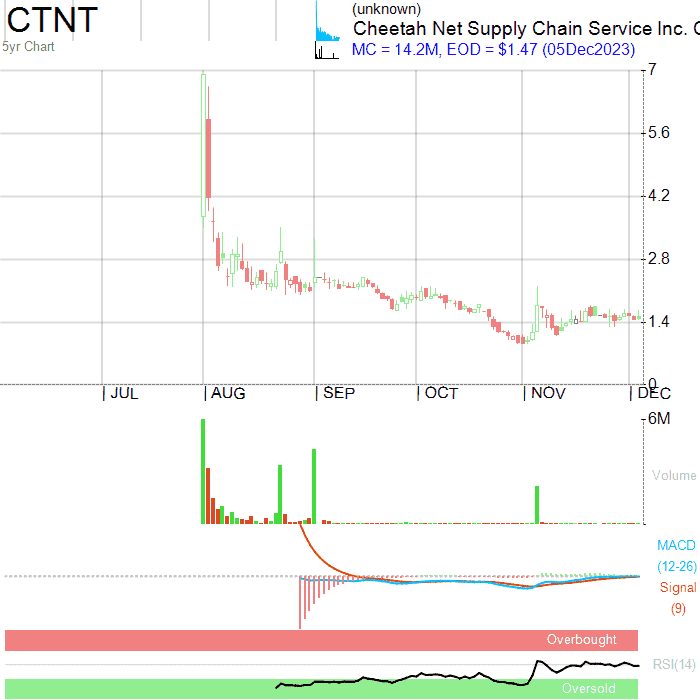 CTNT
5yr Chart
(unknown)
Cheetah Net Supply Chain Service Inc. C
MC = 14.2M, EOD = $1.47 (05Dec2023)
7
5.6
4.2
2.8
1.4
0
JUL AUG SEP OCT NOV DEC
6M
Volume
MACD
(12-26)
Signal
(9)
Overbought
RSI(14)
Oversold